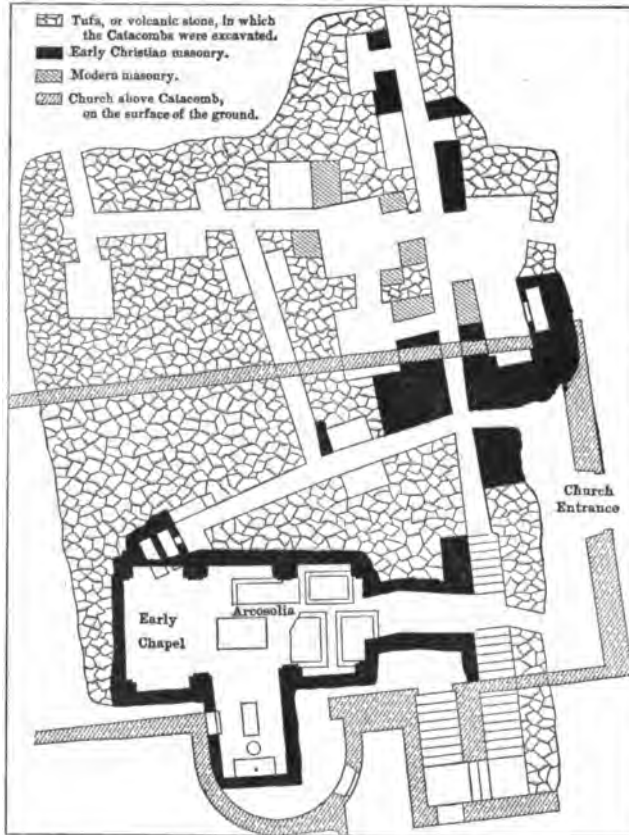 Tufa, or volcanic stone, in which
the Catacombs were excavated.
Early Christian masonry.
Modern masonry.
Church above Catacomb,
on the surface of the ground.
Church
Entrance
Arcosolia
Early
Chapel